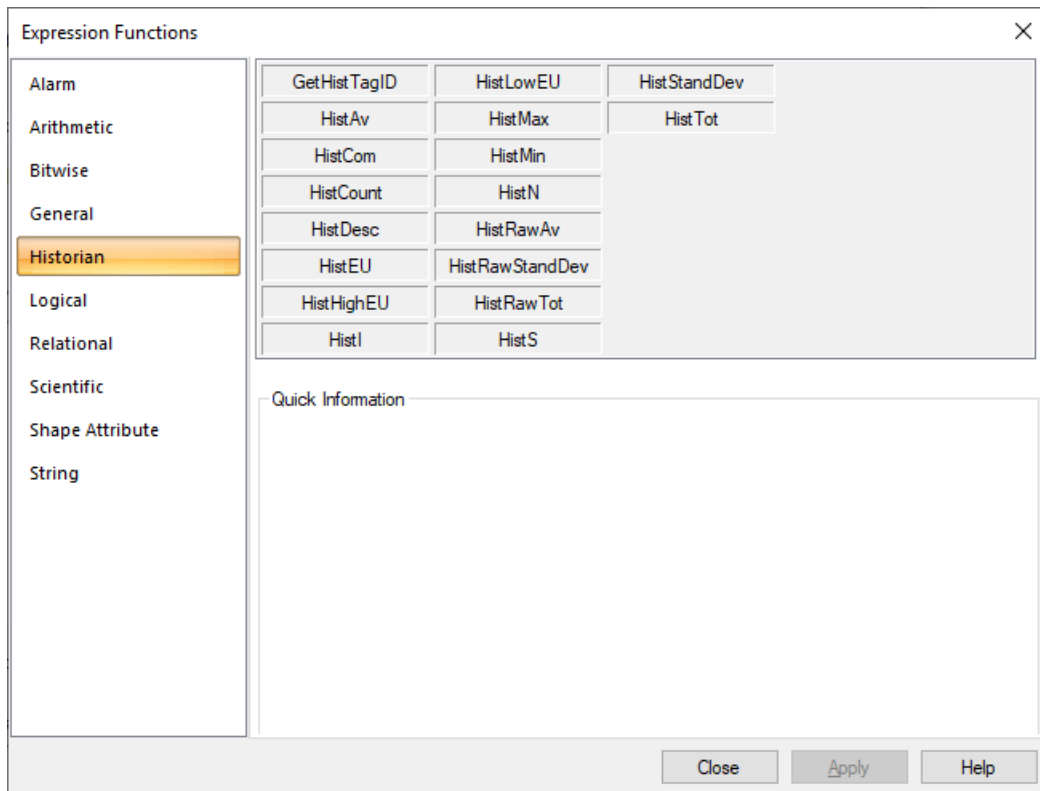 Expression Functions
Alarm
Arithmetic
Bitwise
General
Historian
Logical
Relational
Scientific
Shape Attribute
String
GetHistTagID HistLowEU HistStandDev
HistAv HistMax HistTot
HistCom HistMin
HistCount HistN
HistDesc HistRawAv
HistEU HistRawStandDev
HistHighEU HistRawTot
HistI HistS
Quick Information
Close Apply Help